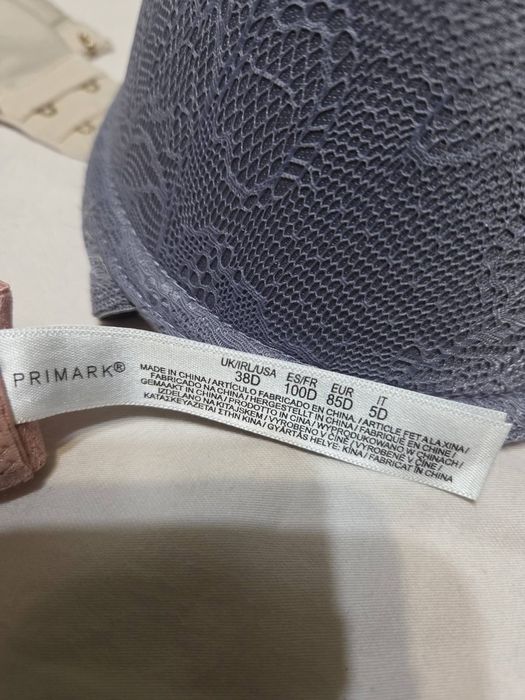 PRIMARK®
UK/IRL/USA ES/FR EUR IT
38D 100D 85D 5D
MADE IN CHINA / ARTÍCULO FABRICADO EN CHINA / ARTICLE FET A LA XINA /
FABRICADO NA CHINA / HERGESTELLT IN CHINA / FABRIQUÉ EN CHINE /
GEMAAKT IN CHINA / PRODOTTO IN CINA / WYPRODUKOWANO W CHINACH /
IZDELANO NA KITAJSKEM / VYROBENO V ČÍNĚ / VYROBENÉ V ČÍNE /
ΚΑΤΑΣΚΕΥΑΖΕΤΑΙ ΣΤΗΝ ΚΙΝΑ / GYÁRTÁS HELYE: KÍNA / FABRICAT ÎN CHINA